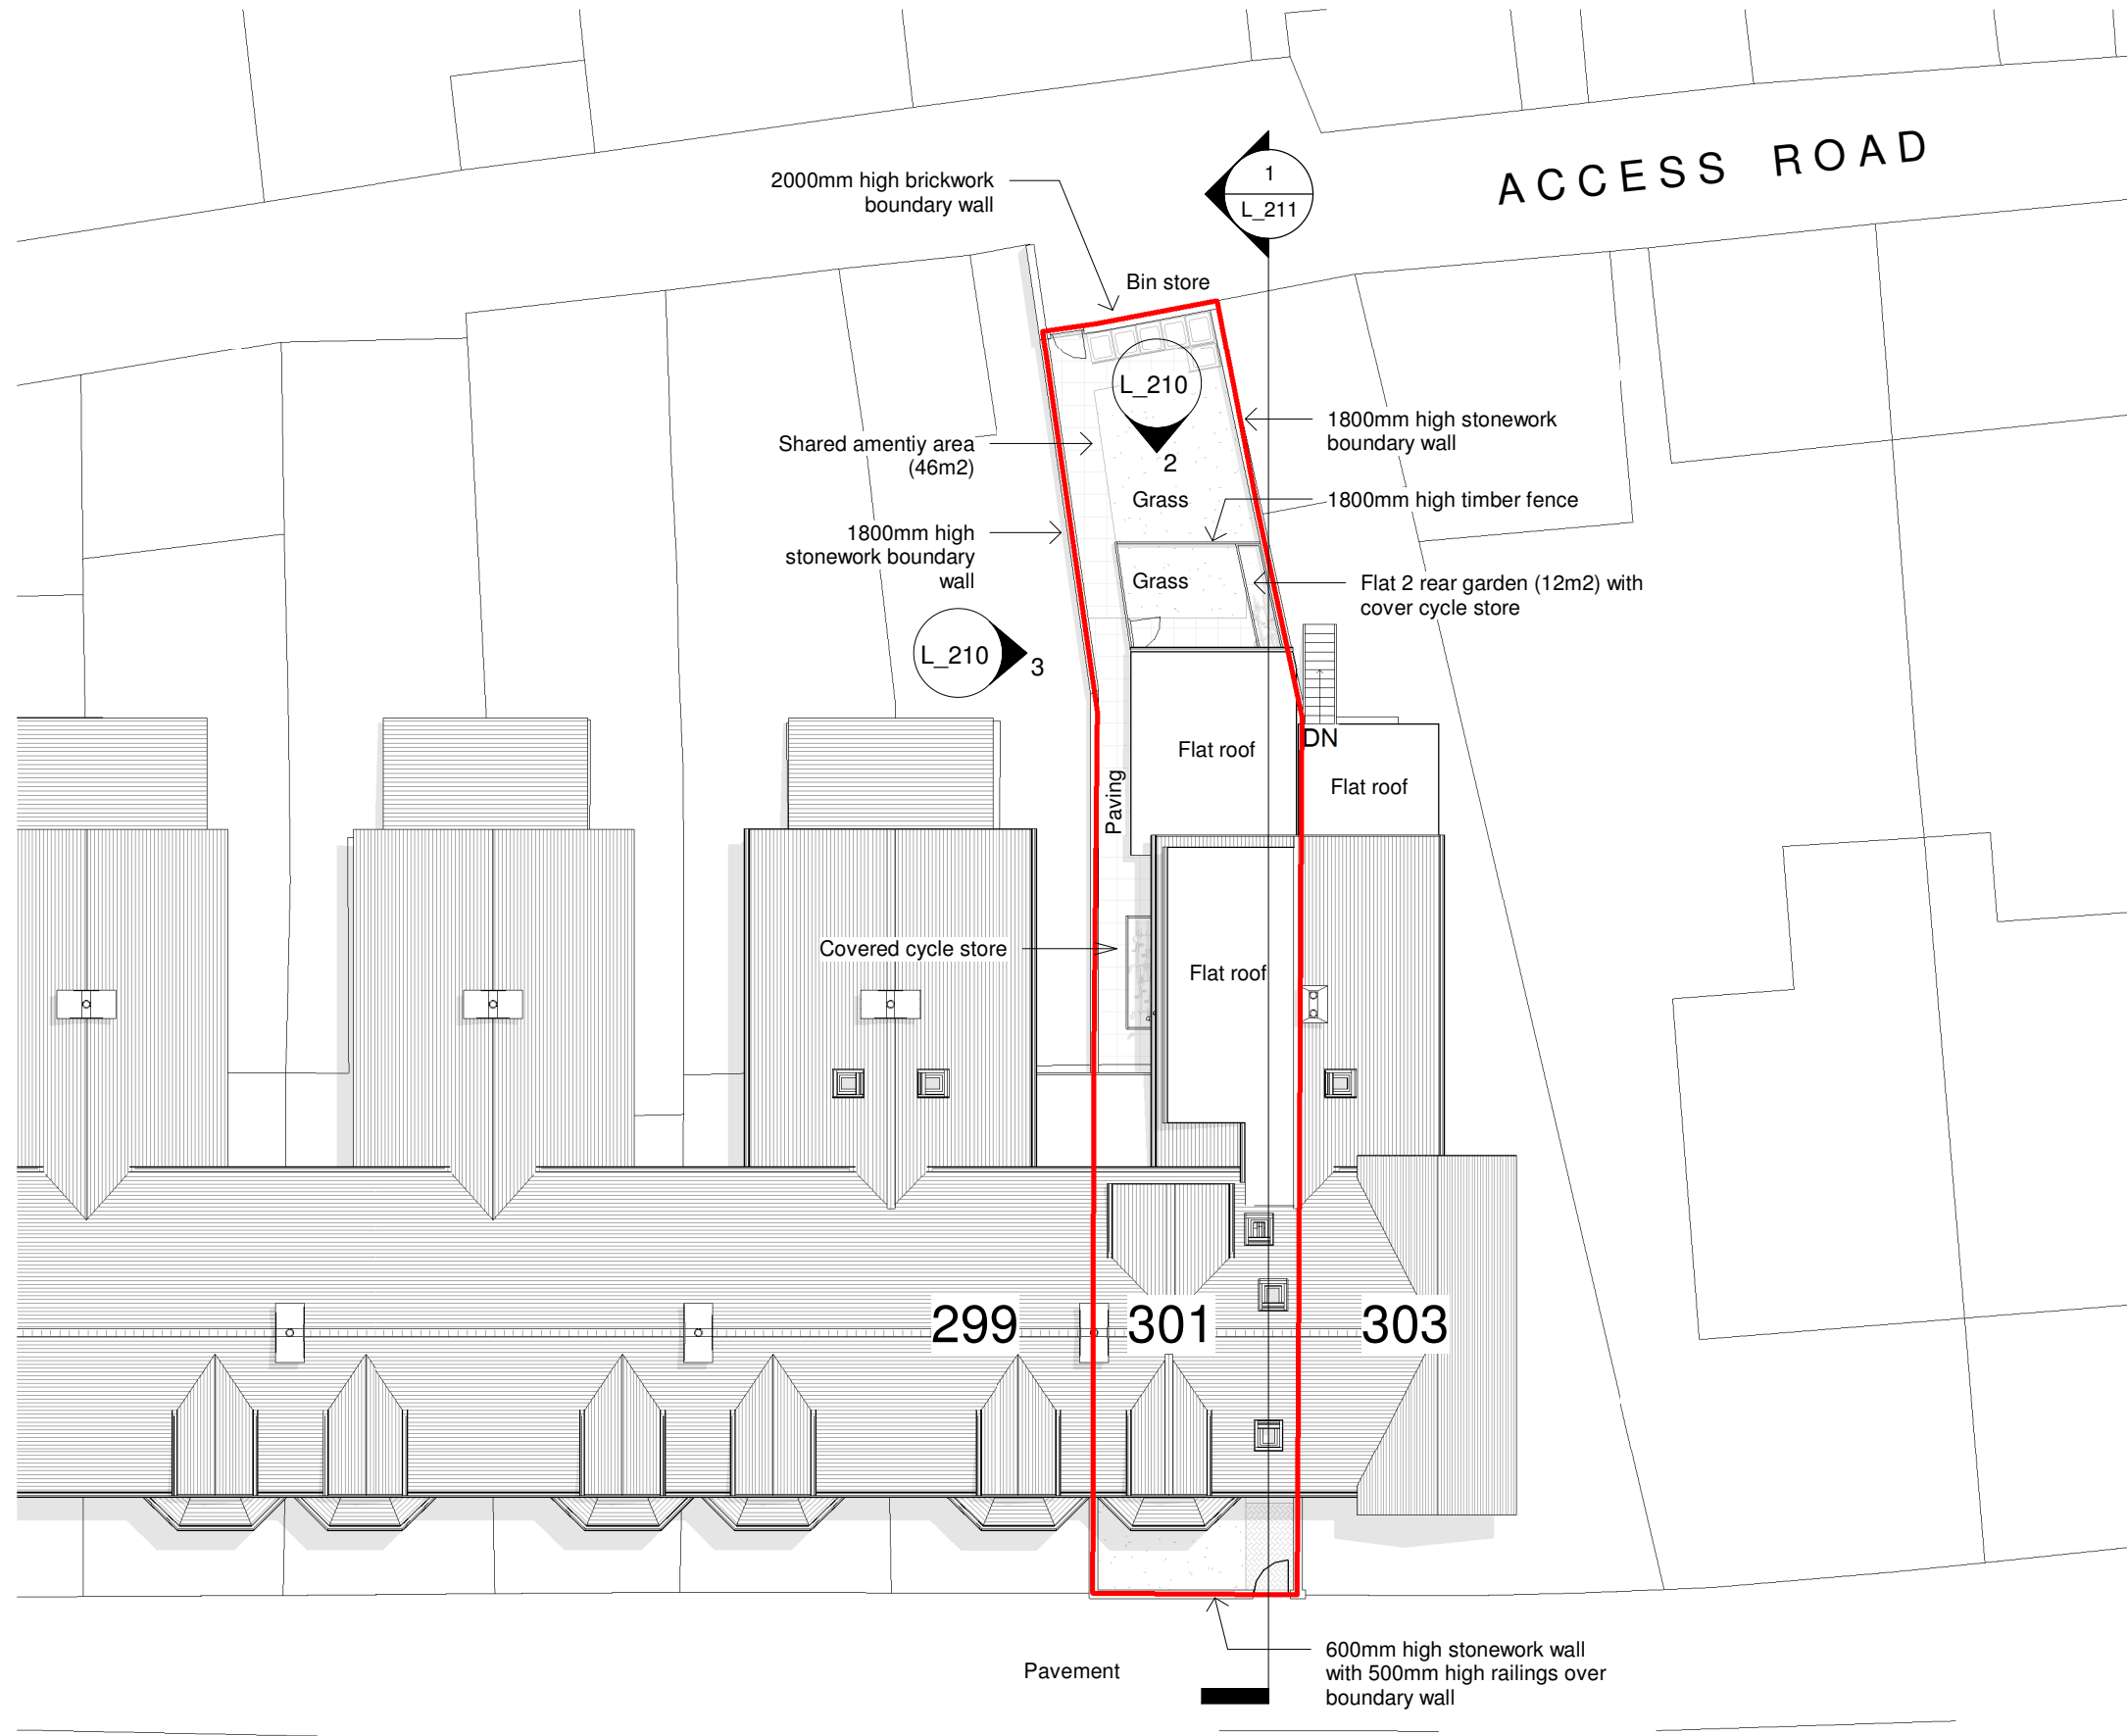 ACCESS ROAD
2000mm high brickwork
boundary wall
1
L_211
Bin store
L_210
2
Shared amentiy area
(46m2)
1800mm high stonework
boundary wall
Grass
1800mm high timber fence
1800mm high
stonework boundary
wall
Grass
Flat 2 rear garden (12m2) with
cover cycle store
L_210
3
DN
Flat roof
Flat roof
Paving
Covered cycle store
Flat roof
299
301
303
600mm high stonework wall
with 500mm high railings over
boundary wall
Pavement